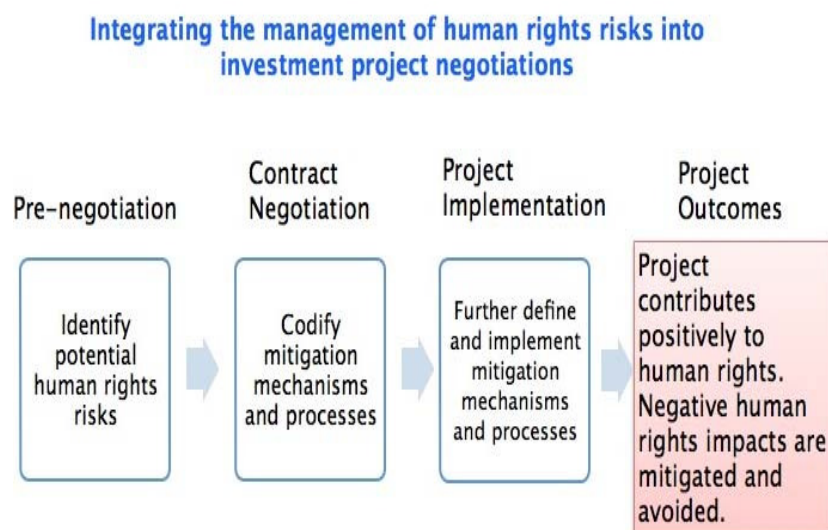 Integrating the management of human rights risks into
investment project negotiations
Pre-negotiation
Contract
Negotiation
Project
Implementation
Project
Outcomes
Identify
potential
human rights
risks
Codify
mitigation
mechanisms
and processes
Further define
and implement
mitigation
mechanisms
and processes
Project
contributes
positively to
human rights.
Negative human
rights impacts are
mitigated and
avoided.